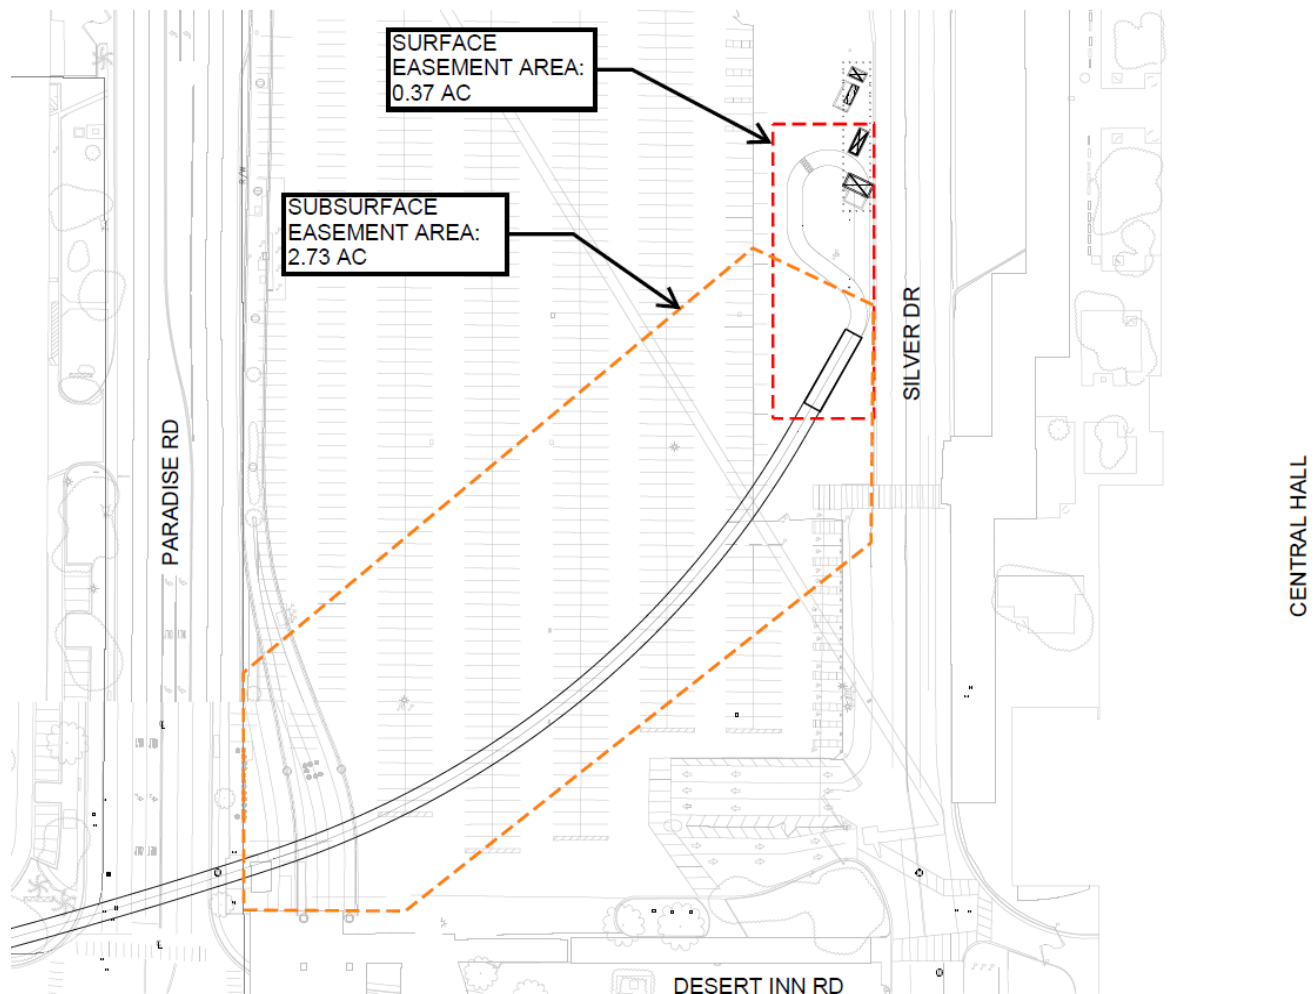 SURFACE
EASEMENT AREA:
0.37 AC
R/W
SUBSURFACE
EASEMENT AREA:
2.73 AC
PARADISE RD
SILVER DR
CENTRAL HALL
DESERT INN RD